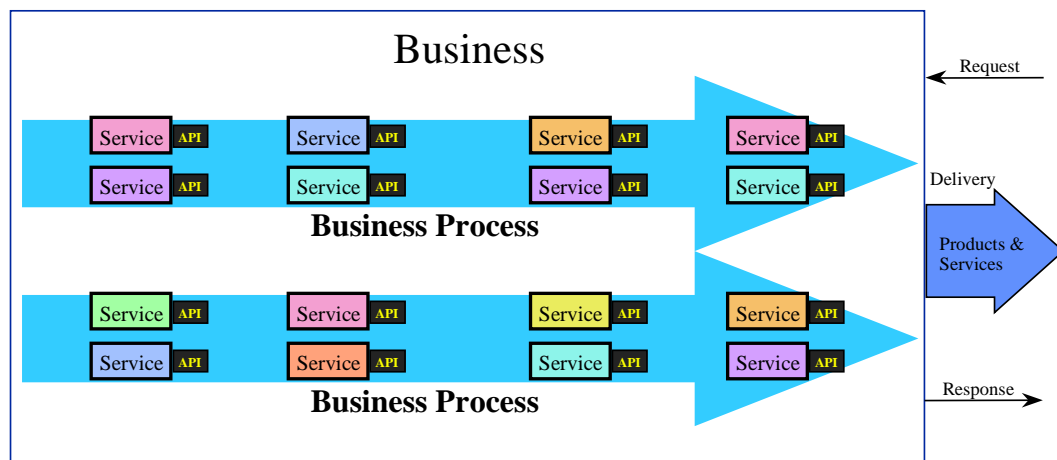 Business
Request
Service API Service API Service API Service API
Service API Service API Service API Service API
Delivery
Business Process
Products &
Services
Service API Service API Service API Service API
Service API Service API Service API Service API
Response
Business Process